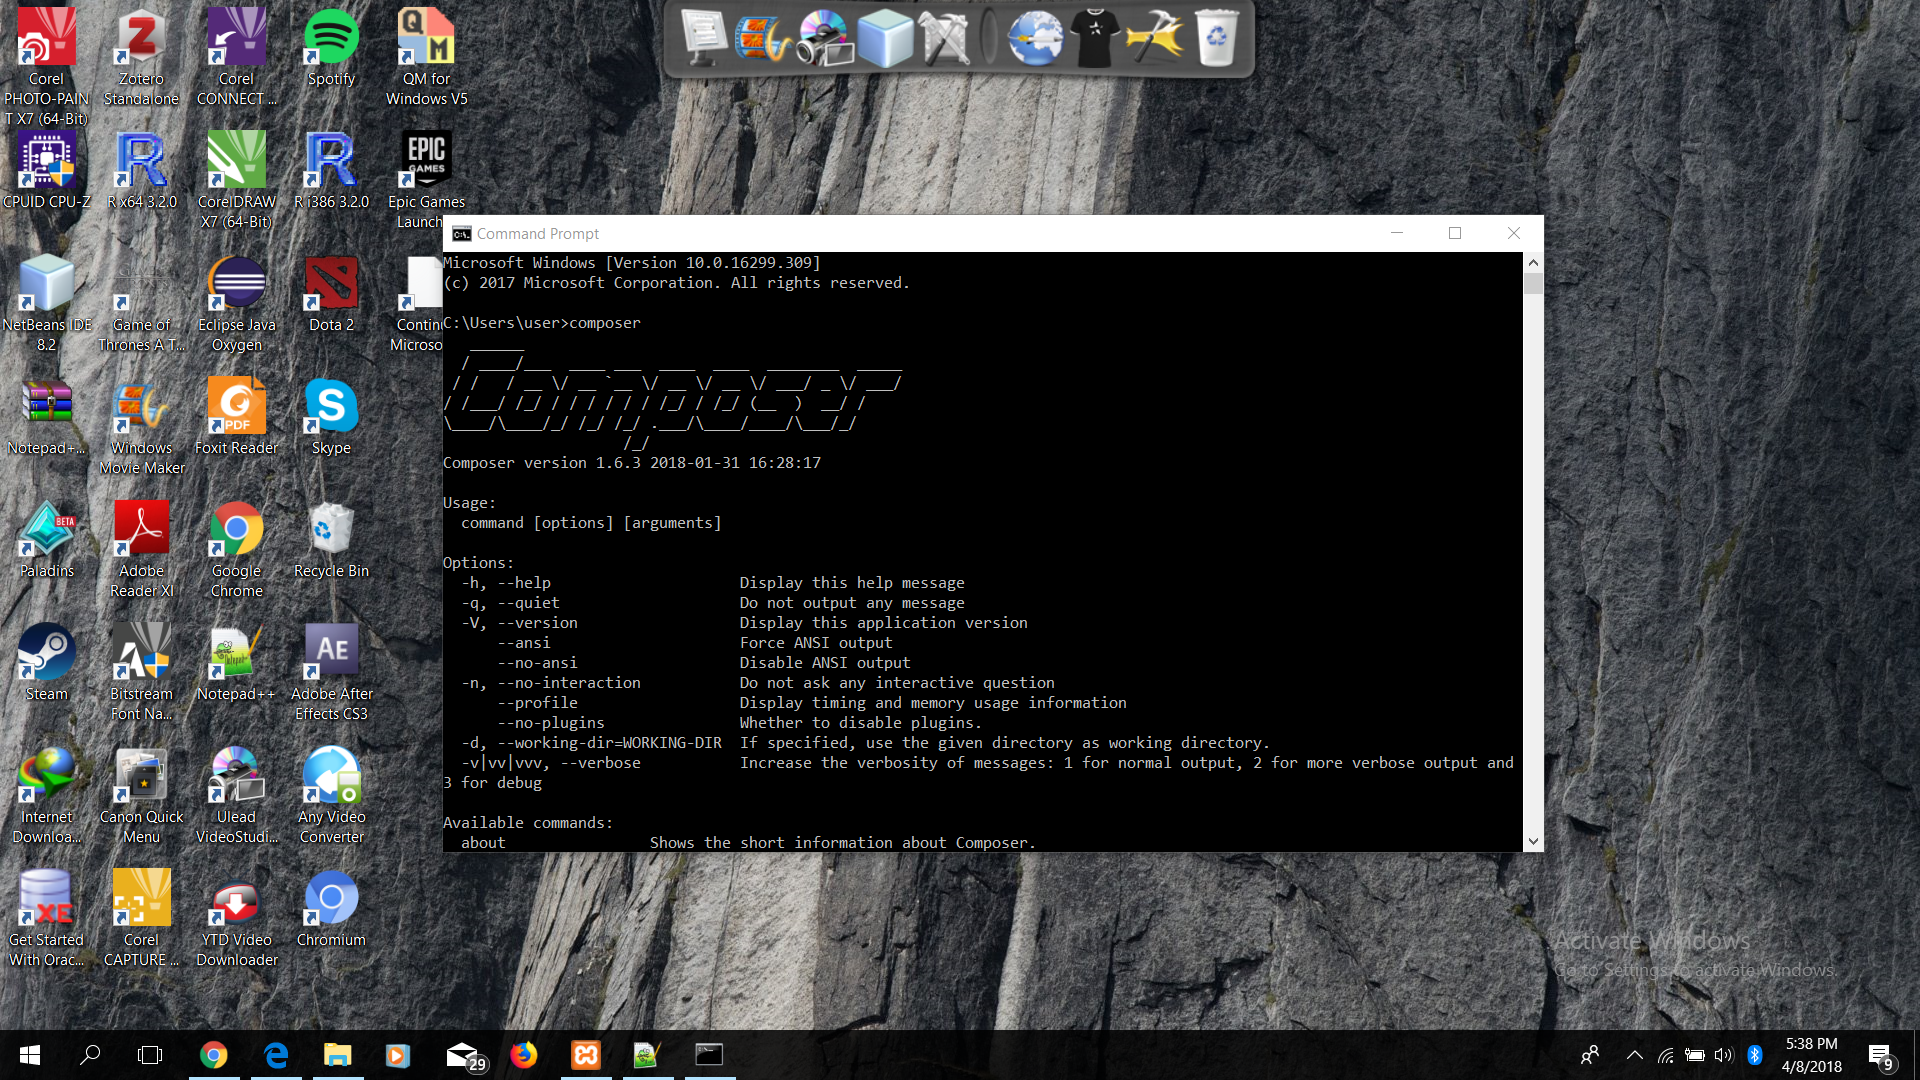 Corel
PHOTO-PAIN
T X7 (64-Bit)
Zotero
Standalone
Corel
CONNECT ...
Spotify
QM for
Windows V5
CPUID CPU-Z
R x64 3.2.0
CorelDRAW
X7 (64-Bit)
R i386 3.2.0
EPIC
GAMES
Epic Games
Launch
NetBeans IDE
8.2
Game of
Thrones A T...
Eclipse Java
Oxygen
Dota 2
Contin
Microso
Notepad+...
Windows
Movie Maker
PDF
Foxit Reader
Skype
BETA
Paladins
Adobe
Reader XI
Google
Chrome
Recycle Bin
Steam
Bitstream
Font Na...
Notepad++
AE
Adobe After
Effects CS3
Internet
Downloa...
Canon Quick
Menu
Ulead
VideoStudi...
Any Video
Converter
XE
Get Started
With Orac...
Corel
CAPTURE ...
YTD Video
Downloader
Chromium
Command Prompt
Microsoft Windows [Version 10.0.16299.309]
(c) 2017 Microsoft Corporation. All rights reserved.
C:\Users\user>composer
Composer
Composer version 1.6.3 2018-01-31 16:28:17
Usage:
command [options] [arguments]
Options:
-h, --help Display this help message
-q, --quiet Do not output any message
-V, --version Display this application version
--ansi Force ANSI output
--no-ansi Disable ANSI output
-n, --no-interaction Do not ask any interactive question
--profile Display timing and memory usage information
--no-plugins Whether to disable plugins.
-d, --working-dir=WORKING-DIR If specified, use the given directory as working directory.
-v|vv|vvv, --verbose Increase the verbosity of messages: 1 for normal output, 2 for more verbose output and
3 for debug
Available commands:
about Shows the short information about Composer.
Activate Windows
Go to Settings to activate Windows.
29
5:38 PM
4/8/2018
9